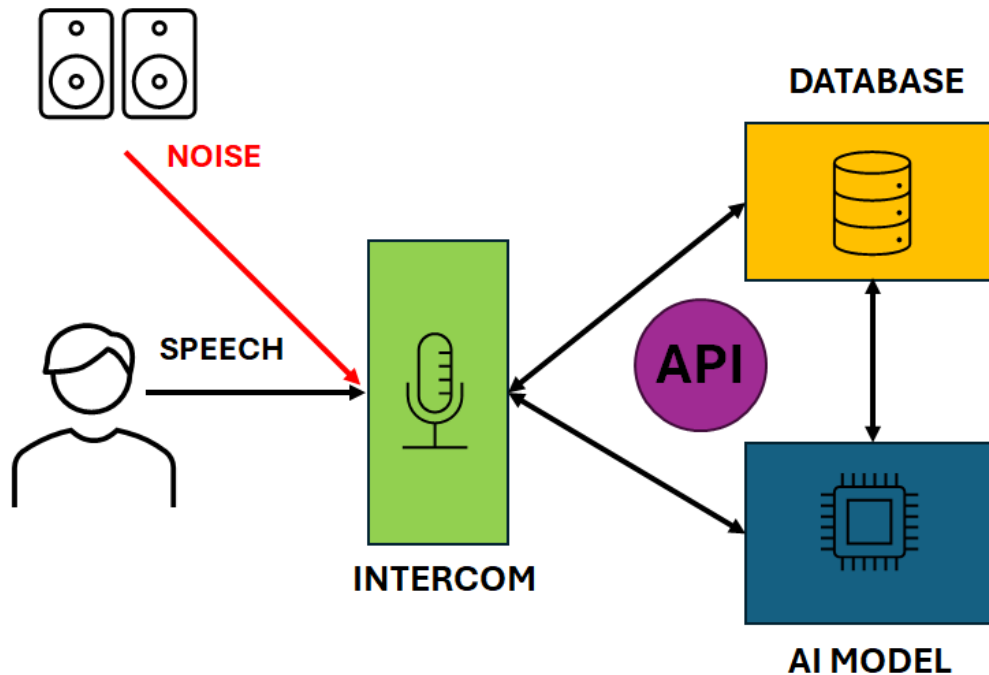 DATABASE
NOISE
SPEECH
API
INTERCOM
AI MODEL